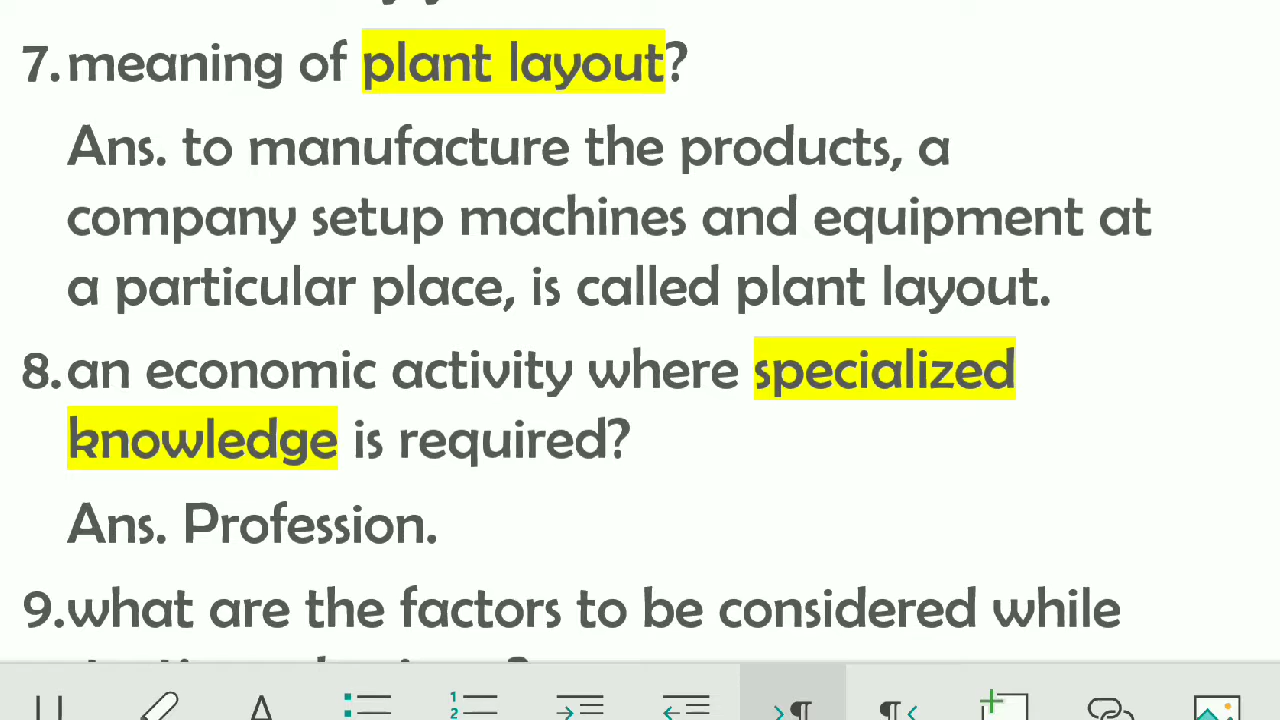 7. meaning of plant layout?
Ans. to manufacture the products, a
company setup machines and equipment at
a particular place, is called plant layout.
8. an economic activity where specialized
knowledge is required?
Ans. Profession.
9. what are the factors to be considered while